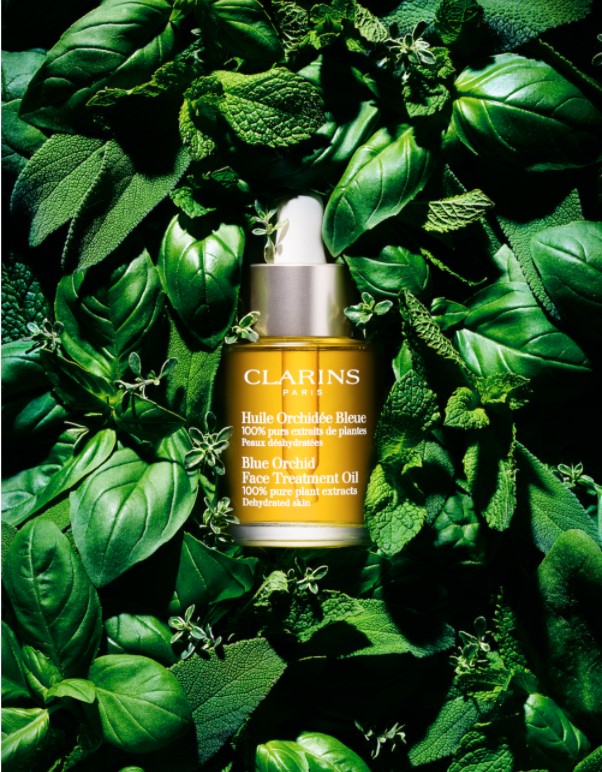 CLARINS
PARIS
Huile Orchidée Bleue
100% purs extraits de plantes
Peaux déshydratées
Blue Orchid
Face Treatment Oil
100% pure plant extracts
Dehydrated skin